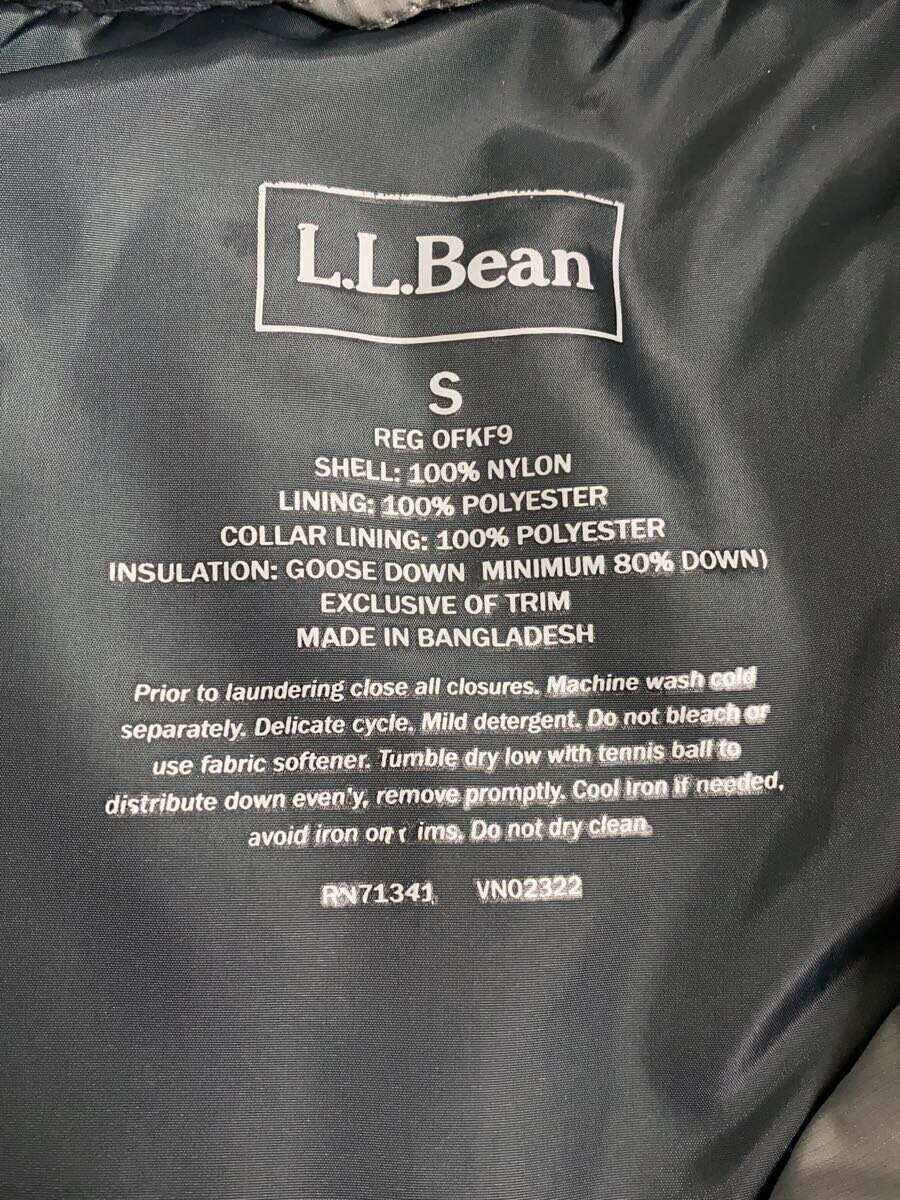 L.L.Bean
S
REG OFKF9
SHELL: 100% NYLON
LINING: 100% POLYESTER
COLLAR LINING: 100% POLYESTER
INSULATION: GOOSE DOWN MINIMUM 80% DOWN)
EXCLUSIVE OF TRIM
MADE IN BANGLADESH
Prior to laundering close all closures. Machine wash cold
separately. Delicate cycle. Mild detergent. Do not bleach or
use fabric softener. Tumble dry low with tennis ball to
distribute down even'y, remove promptly. Cool iron if needed,
avoid iron on ims. Do not dry clean.
RN71341 VN02322